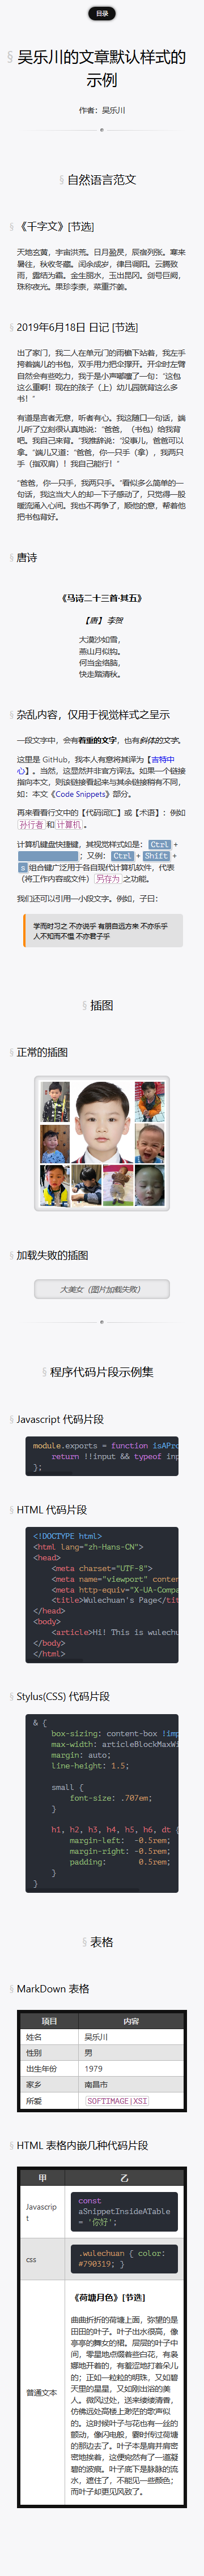 目录
§ 吴乐川的文章默认样式的
示例
作者：吴乐川
§ 自然语言范文
§ 《千字文》[节选]
天地玄黄，宇宙洪荒。日月盈昃，辰宿列张。寒来
暑往，秋收冬藏。闰余成岁，律吕调阳。云腾致
雨，露结为霜。金生丽水，玉出昆冈。剑号巨阙，
珠称夜光。果珍李柰，菜重芥姜。
§ 2019年6月18日 日记 [节选]
出了家门，我二人在单元门的雨檐下站着，我左手
挎着端儿的书包，双手用力把伞撑开。开伞时左臂
自然会有些吃力，我于是小声嘟囔了一句：“这包
这么重啊！现在的孩子（上）幼儿园就背这么多
书！”
有道是言者无意，听者有心。我这随口一句话，端
儿听了立刻很认真地说：“爸爸，（书包）给我背
吧。我自己来背。”我推辞说：“没事儿，爸爸可以
拿。”端儿又道：“爸爸，你一只手（拿），我两只
手（指双肩）！我自己能行！”
“爸爸，你一只手，我两只手。”看似多么简单的一
句话，我这当大人的却一下子感动了，只觉得一股
暖流涌入心间。我也不再争了，顺他的意，帮着他
把书包背好。
§ 唐诗
《马诗二十三首·其五》
【唐】 李贺
大漠沙如雪，
燕山月似钩。
何当金络脑，
快走踏清秋。
§ 杂乱内容，仅用于视觉样式之呈示
一段文字中，会有着重的文字，也有斜体的文字。
这里是 GitHub，我本人有意将其译为【吉特中
心】。当然，这显然并非官方译法。如果一个链接
指向本文，则该链接看起来与其余链接稍有不同，
如：本文《Code Snippets》部分。
再来看看行文中的【代码词汇】或【术语】：例如
孙行者 和 计算机 。
计算机键盘快捷键，其视觉样式如是： Ctrl +
；又例： Ctrl + Shift +
s 组合键广泛用于各自现代计算机软件，代表
（将工作内容或文件） 另存为 之功能。
我们还可以引用一小段文字。例如，子曰：
学而时习之 不亦说乎 有朋自远方来 不亦乐乎
人不知而不愠 不亦君子乎
§ 插图
§ 正常的插图
§ 加载失败的插图
大美女（图片加载失败）
§ 程序代码片段示例集
§ Javascript 代码片段
module.exports = function isAPro
return !!input && typeof inp
};
§ HTML 代码片段
<!DOCTYPE html>
<html lang="zh-Hans-CN">
<head>
<meta charset="UTF-8">
<meta name="viewport" conten
<meta http-equiv="X-UA-Compa
<title>Wulechuan's Page</tit
</head>
<body>
<article>Hi! This is wulechu
</body>
</html>
§ Stylus(CSS) 代码片段
& {
box-sizing: content-box !imp
max-width: articleBlockMaxWi
margin: auto;
line-height: 1.5;
small {
font-size: .707em;
}
h1, h2, h3, h4, h5, h6, dt {
margin-left: -0.5rem;
margin-right: -0.5rem;
padding: 0.5rem;
}
}
§ 表格
§ MarkDown 表格
项目 内容
姓名 吴乐川
性别 男
出生年份 1979
家乡 南昌市
所爱 SOFTIMAGE|XSI
§ HTML 表格内嵌几种代码片段
甲 乙
Javascrip
t
const
aSnippetInsideATable
= '你好';
css
.wulechuan { color:
#790319; }
普通文本
《荷塘月色》[节选]
曲曲折折的荷塘上面，弥望的是
田田的叶子。叶子出水很高，像
亭亭的舞女的裙。层层的叶子中
间，零星地点缀着些白花，有袅
娜地开着的，有羞涩地打着朵儿
的；正如一粒粒的明珠，又如碧
天里的星星，又如刚出浴的美
人。微风过处，送来缕缕清香，
仿佛远处高楼上渺茫的歌声似
的。这时候叶子与花也有一丝的
颤动，像闪电般，霎时传过荷塘
的那边去了。叶子本是肩并肩密
密地挨着，这便宛然有了一道凝
碧的波痕。叶子底下是脉脉的流
水，遮住了，不能见一些颜色；
而叶子却更见风致了。